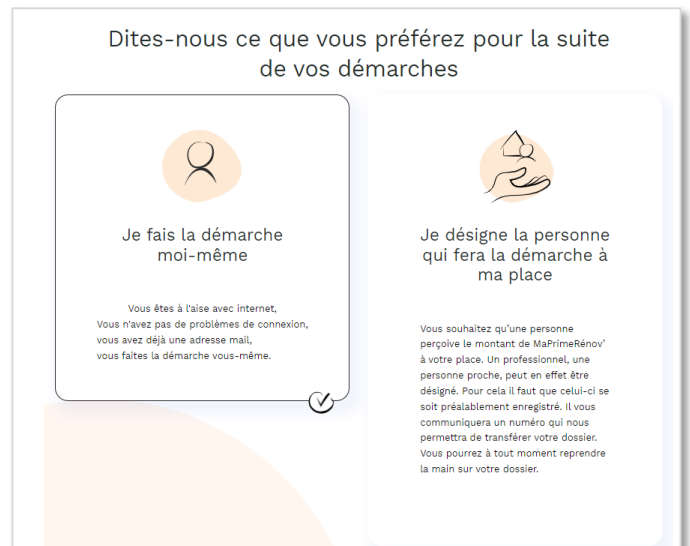 Dites-nous ce que vous préférez pour la suite
de vos démarches
Je fais la démarche
moi-même
Vous êtes à l'aise avec internet,
Vous n'avez pas de problèmes de connexion,
vous avez déjà une adresse mail,
vous faites la démarche vous-même.
Je désigne la personne
qui fera la démarche à
ma place
Vous souhaitez qu'une personne
perçoive le montant de MaPrimeRénov'
à votre place. Un professionnel, une
personne proche, peut en effet être
désigné. Pour cela il faut que celui-ci se
soit préalablement enregistré. Il vous
communiquera un numéro qui nous
permettra de transférer votre dossier.
Vous pourrez à tout moment reprendre
la main sur votre dossier.